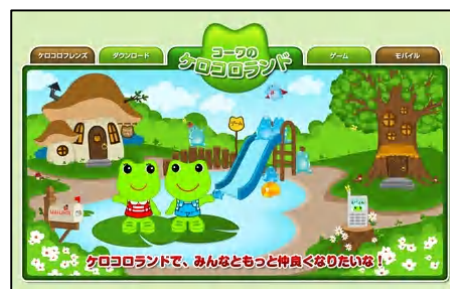 ケロコロフレンズ
ダウンロード
コーワの
ケロコロランド
ゲーム
モバイル
ケロコロランドで、みんなともっと仲良くなりたいな！